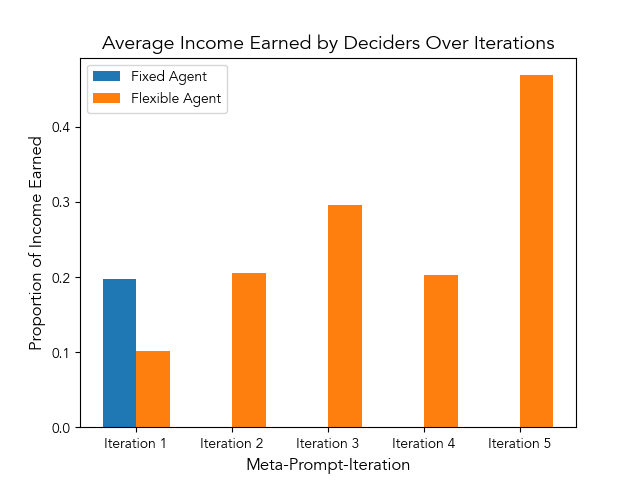 Average Income Earned by Deciders Over Iterations
Fixed Agent
Flexible Agent
Proportion of Income Earned
0.4
0.3
0.2
0.1
0.0
Iteration 1
Iteration 2
Iteration 3
Iteration 4
Iteration 5
Meta-Prompt-Iteration